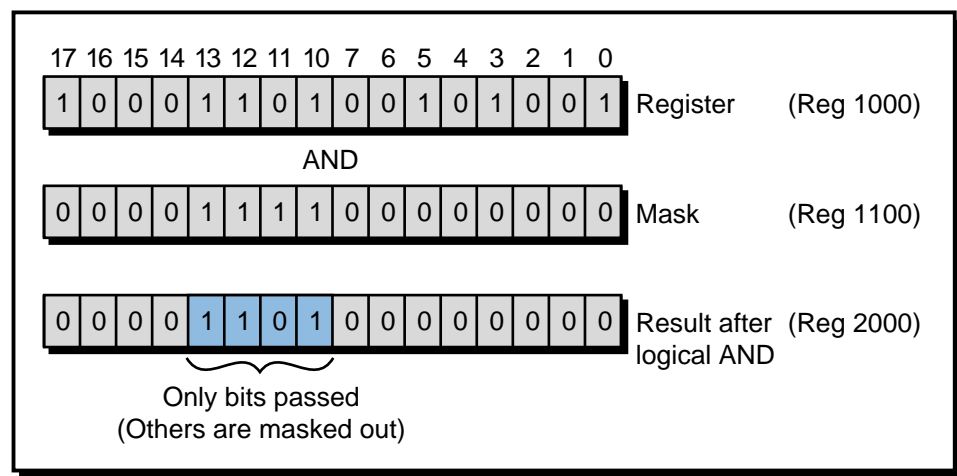 17 16 15 14 13 12 11 10 7 6 5 4 3 2 1 0
1 0 0 0 1 1 0 1 0 0 1 0 1 0 0 1 Register (Reg 1000)
AND
0 0 0 0 1 1 1 1 0 0 0 0 0 0 0 0 Mask (Reg 1100)
0 0 0 0 1 1 0 1 0 0 0 0 0 0 0 0 Result after (Reg 2000)
logical AND
Only bits passed
(Others are masked out)